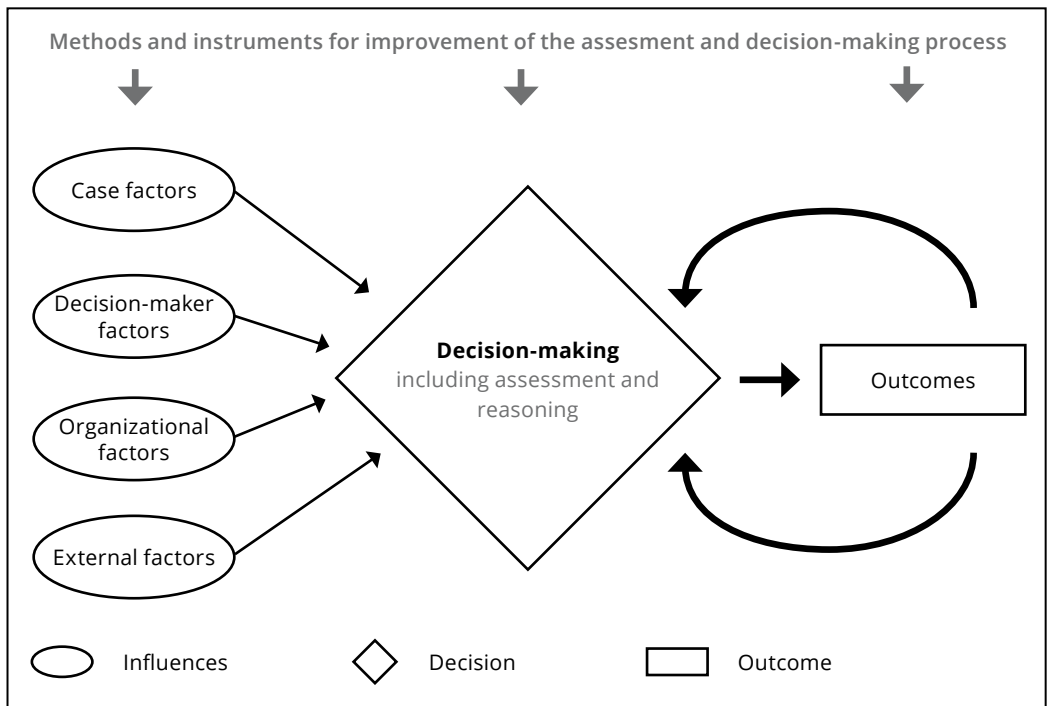 Methods and instruments for improvement of the assesment and decision-making process
Case factors
Decision-maker
factors
Organizational
factors
External factors
Decision-making
including assessment and
reasoning
Outcomes
Influences
Decision
Outcome